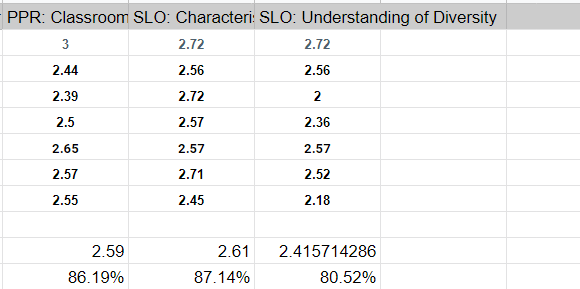 PPR: Classroom SLO: Characteris SLO: Understanding of Diversity
3 2.72 2.72
2.44 2.56 2.56
2.39 2.72 2
2.5 2.57 2.36
2.65 2.57 2.57
2.57 2.71 2.52
2.55 2.45 2.18
2.59 2.61 2.415714286
86.19% 87.14% 80.52%